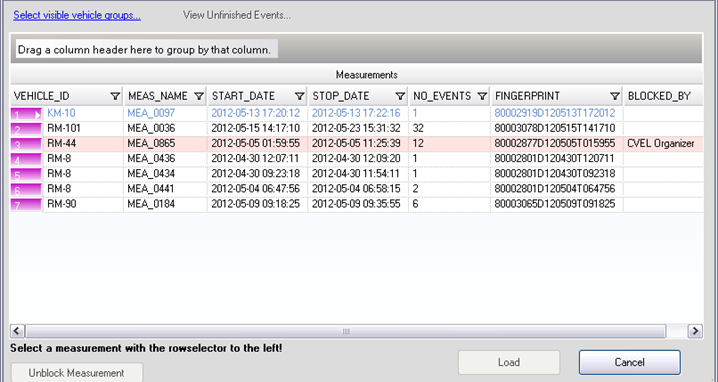 Select visible vehicle groups... View Unfinished Events...
Drag a column header here to group by that column.
Measurements
VEHICLE_ID MEAS_NAME START_DATE STOP_DATE NO_EVENTS FINGERPRINT BLOCKED_BY
1 KM-10 MEA_0097 2012-05-13 17:20:12 2012-05-13 17:22:16 1 80002919D120513T172012
2 RM-101 MEA_0036 2012-05-15 14:17:10 2012-05-23 15:31:32 32 80003078D120515T141710
3 RM-44 MEA_0865 2012-05-05 01:59:55 2012-05-05 11:25:39 12 80002877D120505T015955 CVEL Organizer
4 RM-8 MEA_0436 2012-04-30 12:07:11 2012-04-30 12:09:20 1 80002801D120430T120711
5 RM-8 MEA_0434 2012-04-30 09:23:18 2012-04-30 11:54:11 1 80002801D120430T092318
6 RM-8 MEA_0441 2012-05-04 06:47:56 2012-05-04 06:58:15 2 80002801D120504T064756
7 RM-90 MEA_0184 2012-05-09 09:18:25 2012-05-09 09:35:55 6 80003065D120509T091825
Select a measurement with the rowselector to the left!
Unblock Measurement Load Cancel